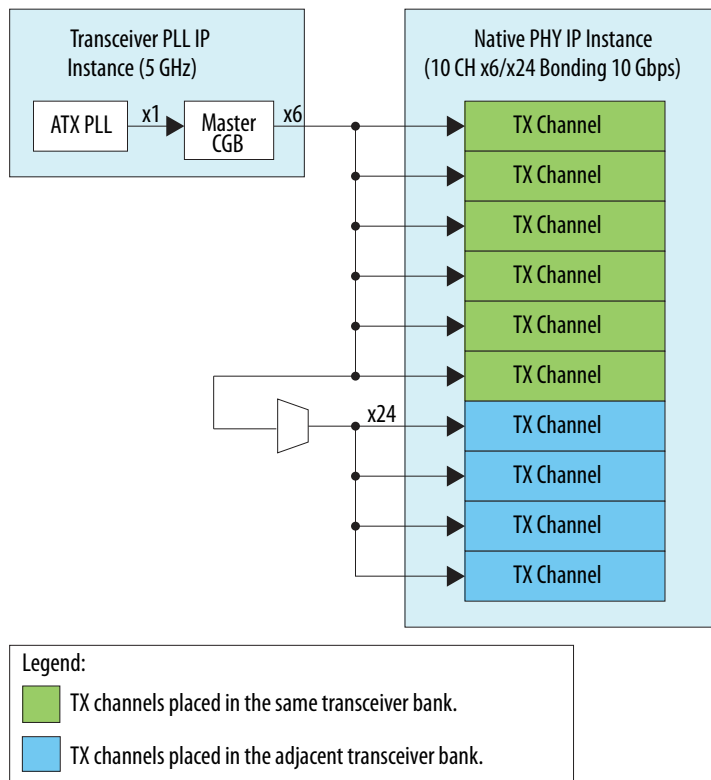 Transceiver PLL IP
Instance (5 GHz)
ATX PLL
x1
Master
CGB
x6
Native PHY IP Instance
(10 CH x6/x24 Bonding 10 Gbps)
TX Channel
TX Channel
TX Channel
TX Channel
TX Channel
TX Channel
x24
TX Channel
TX Channel
TX Channel
TX Channel
Legend:
TX channels placed in the same transceiver bank.
TX channels placed in the adjacent transceiver bank.